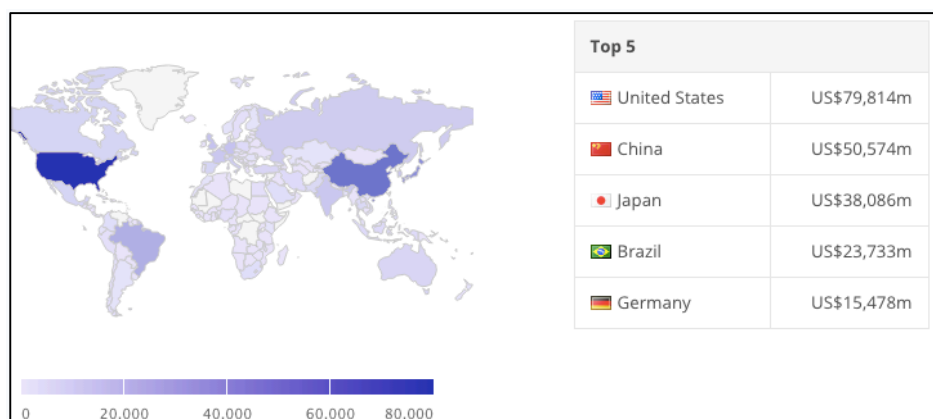 Top 5
United States US$79,814m
China US$50,574m
Japan US$38,086m
Brazil US$23,733m
Germany US$15,478m
0 20,000 40,000 60,000 80,000